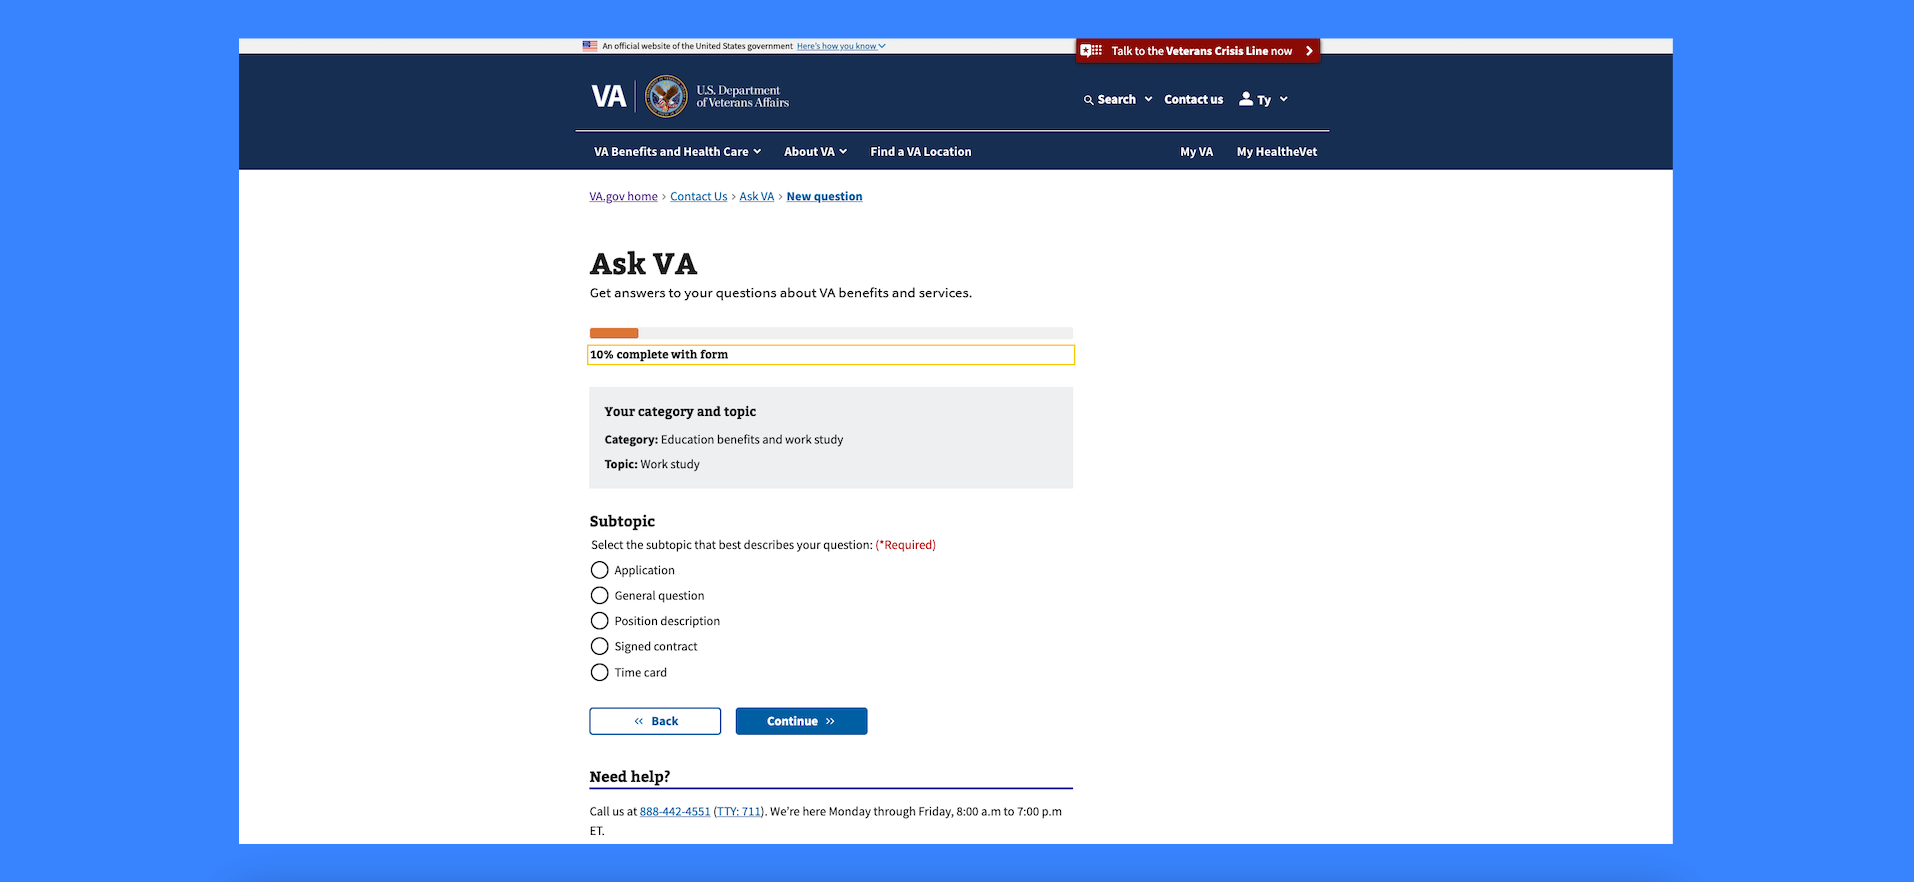 An official website of the United States government Here's how you know
Talk to the Veterans Crisis Line now
VA
U.S. Department
of Veterans Affairs
Search
Contact us
Ty
VA Benefits and Health Care
About VA
Find a VA Location
My VA
My HealtheVet
VA.gov home › Contact Us › Ask VA › New question
Ask VA
Get answers to your questions about VA benefits and services.
10% complete with form
Your category and topic
Category: Education benefits and work study
Topic: Work study
Subtopic
Select the subtopic that best describes your question: (*Required)
Application
General question
Position description
Signed contract
Time card
« Back
Continue »
Need help?
Call us at 888-442-4551 (TTY: 711). We're here Monday through Friday, 8:00 a.m to 7:00 p.m
ET.